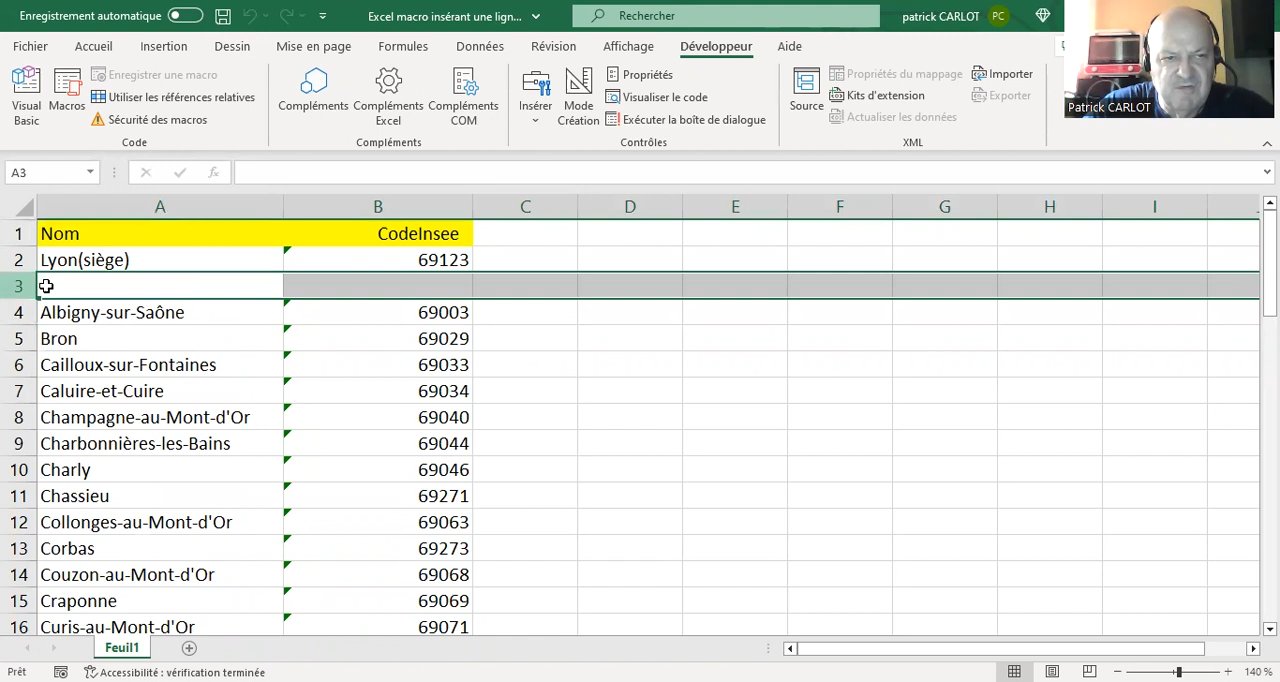 Enregistrement automatique
Excel macro insérant une lign...
Rechercher
patrick CARLOT
PC
Fichier
Accueil
Insertion
Dessin
Mise en page
Formules
Données
Révision
Affichage
Développeur
Aide
Visual Basic
Macros
Enregistrer une macro
Utiliser les références relatives
Sécurité des macros
Code
Compléments
Compléments Excel
Compléments COM
Compléments
Insérer
Mode Création
Propriétés
Visualiser le code
Exécuter la boîte de dialogue
Contrôles
Source
Propriétés du mappage
Kits d'extension
Actualiser les données
Importer
Exporter
XML
Patrick CARLOT
A3
fx
A B C D E F G H I
1 Nom CodeInsee
2 Lyon(siège) 69123
3
4 Albigny-sur-Saône 69003
5 Bron 69029
6 Cailloux-sur-Fontaines 69033
7 Caluire-et-Cuire 69034
8 Champagne-au-Mont-d'Or 69040
9 Charbonnières-les-Bains 69044
10 Charly 69046
11 Chassieu 69271
12 Collonges-au-Mont-d'Or 69063
13 Corbas 69273
14 Couzon-au-Mont-d'Or 69068
15 Craponne 69069
16 Curis-au-Mont-d'Or 69071
Feuil1
Prêt
Accessibilité : vérification terminée
140 %